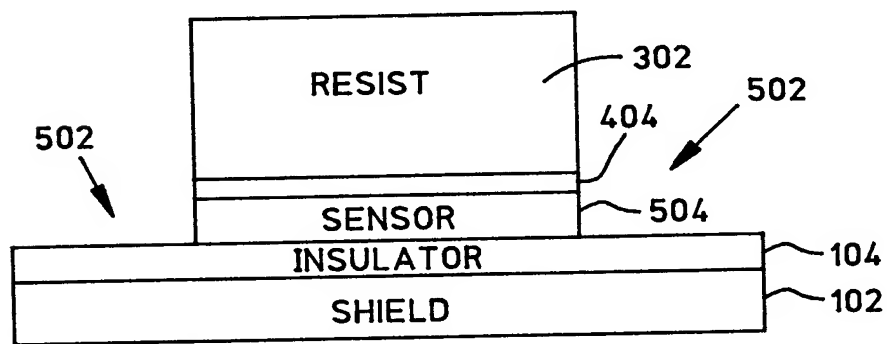 RESIST
302
502
502
404
SENSOR
504
INSULATOR
104
SHIELD
102